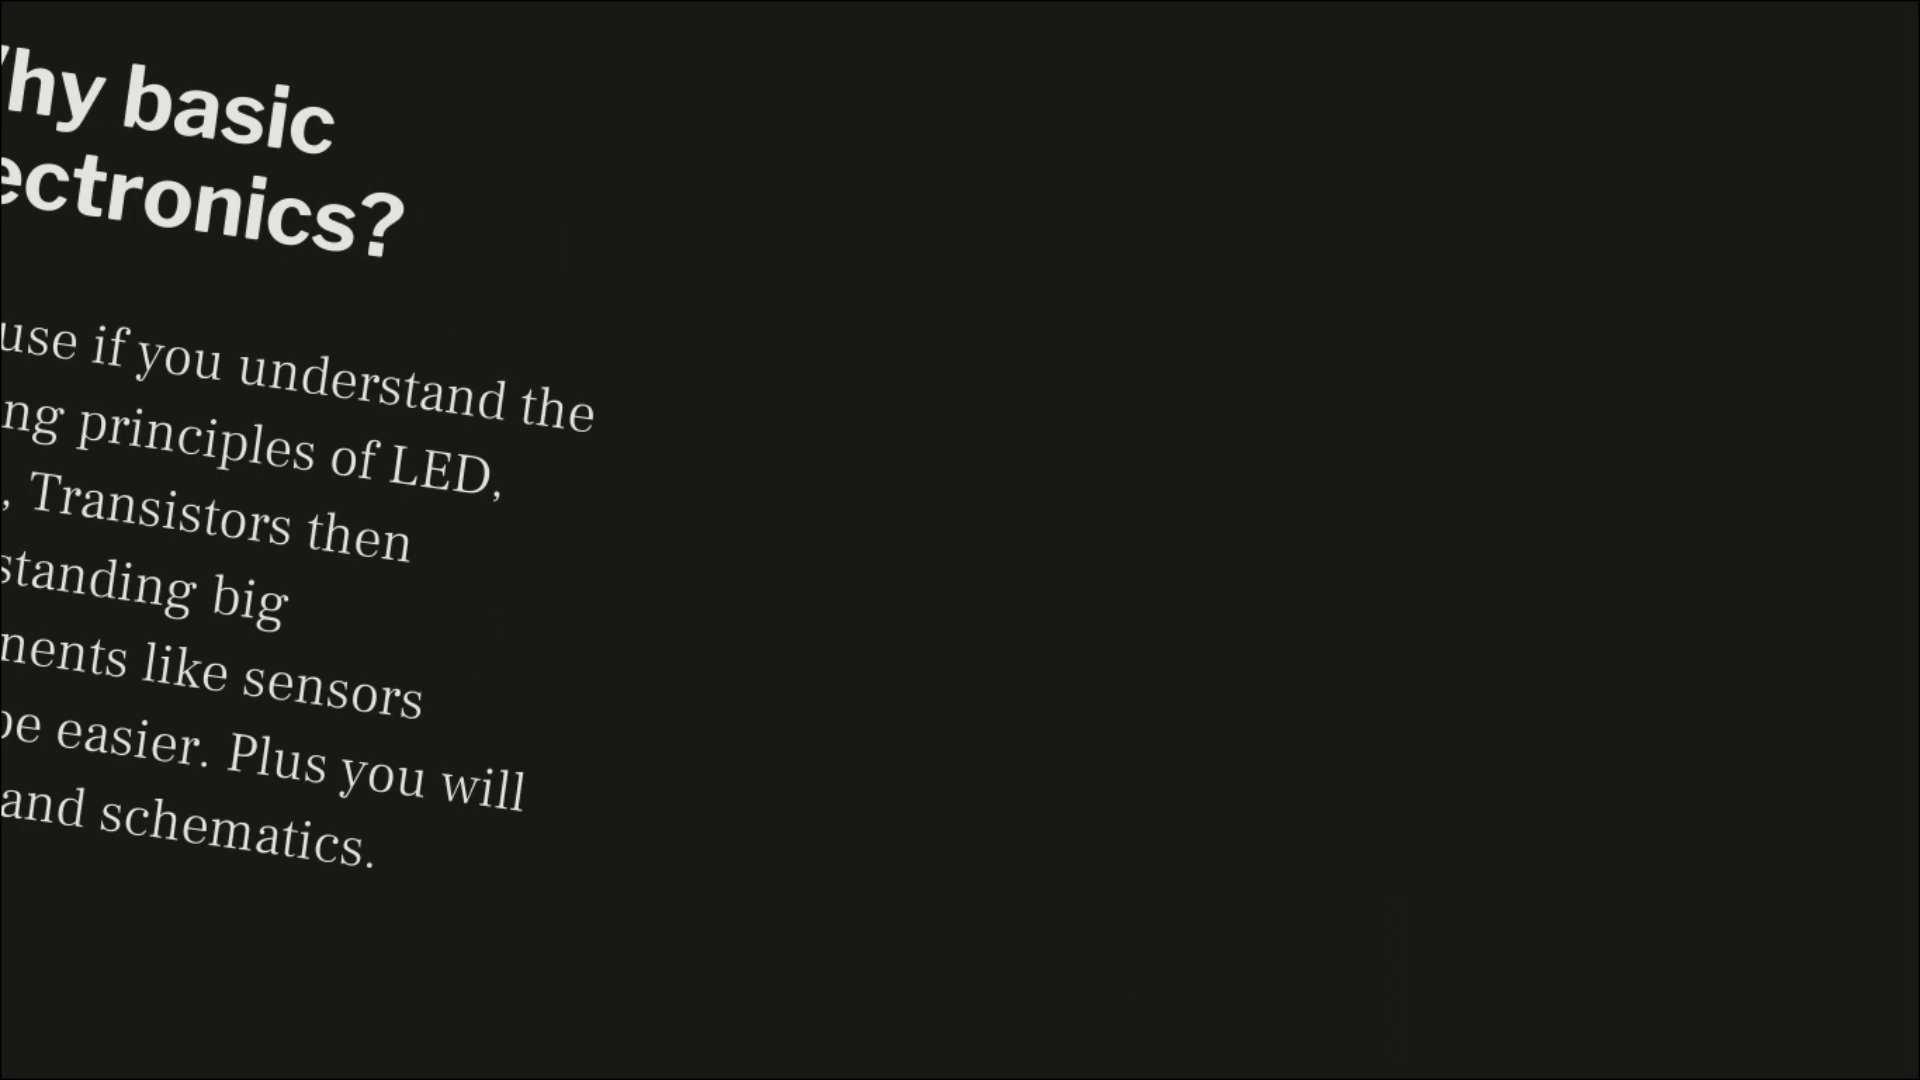 hy basic
ectronics?
use if you understand the
ng principles of LED,
, Transistors then
standing big
nents like sensors
be easier. Plus you will
and schematics.